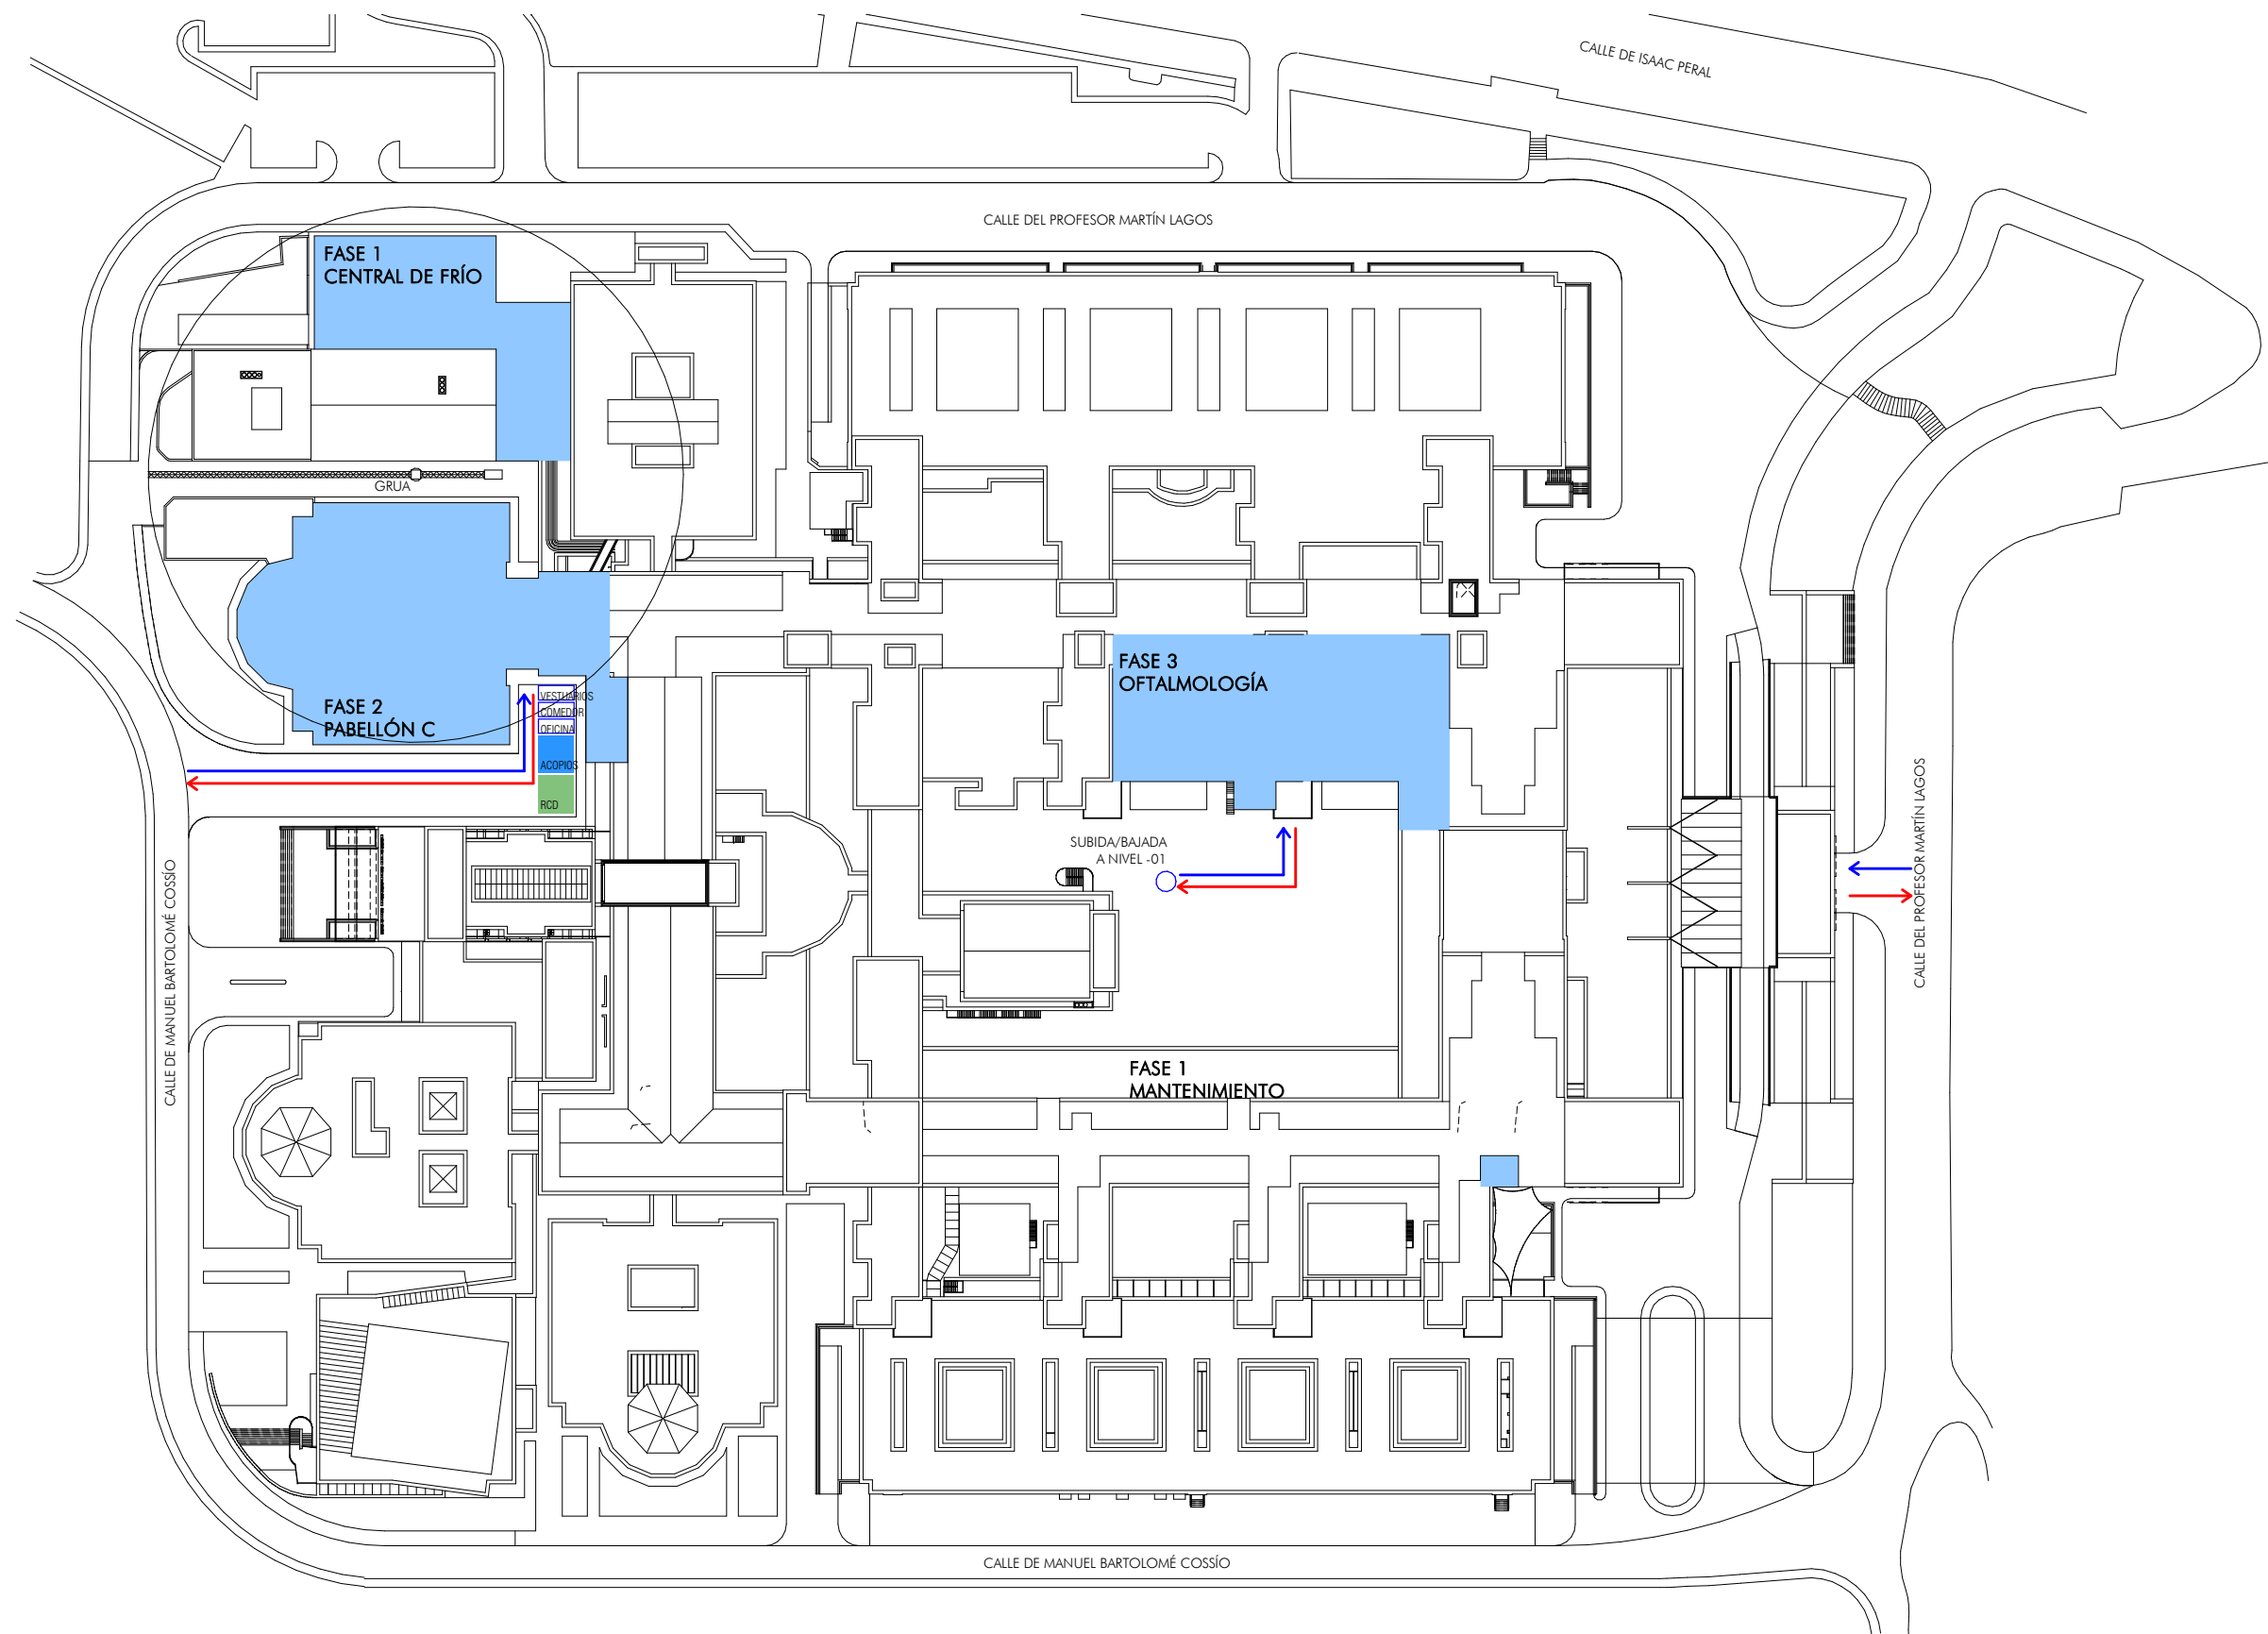 CALLE DE ISAAC PERAL
CALLE DEL PROFESOR MARTÍN LAGOS
FASE 1
CENTRAL DE FRÍO
GRUA
FASE 2
PABELLÓN C
VESTUARIOS
COMEDOR
OFICINA
ACOPIOS
RCD
FASE 3
OFTALMOLOGÍA
SUBIDA/BAJADA
A NIVEL -01
CALLE DEL PROFESOR MARTÍN LAGOS
CALLE DE MANUEL BARTOLOMÉ COSSÍO
FASE 1
MANTENIMIENTO
CALLE DE MANUEL BARTOLOMÉ COSSÍO